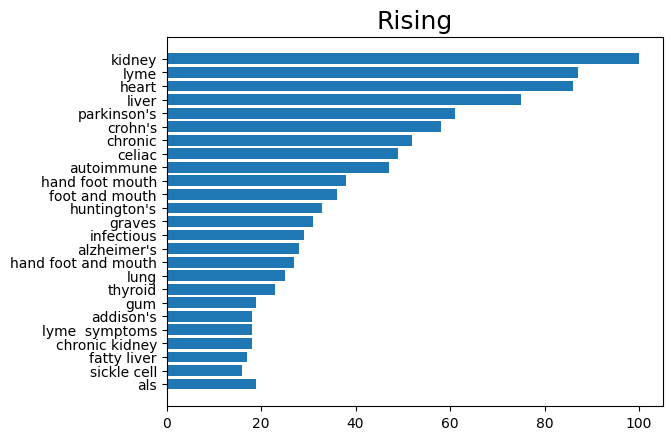 Rising
kidney
lyme
heart
liver
parkinson's
crohn's
chronic
celiac
autoimmune
hand foot mouth
foot and mouth
huntington's
graves
infectious
alzheimer's
hand foot and mouth
lung
thyroid
gum
addison's
lyme  symptoms
chronic kidney
fatty liver
sickle cell
als
0 20 40 60 80 100